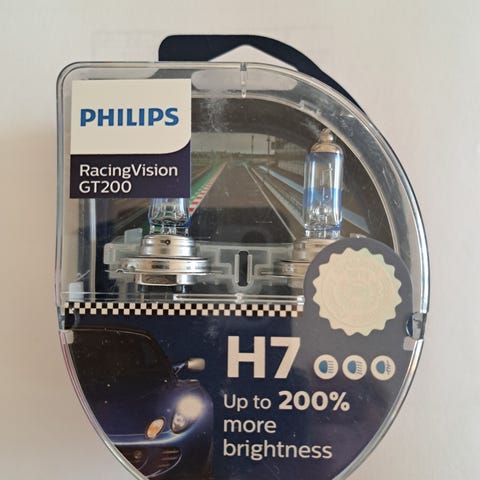 PHILIPS
RacingVision
GT200
H7
Up to 200%
more
brightness